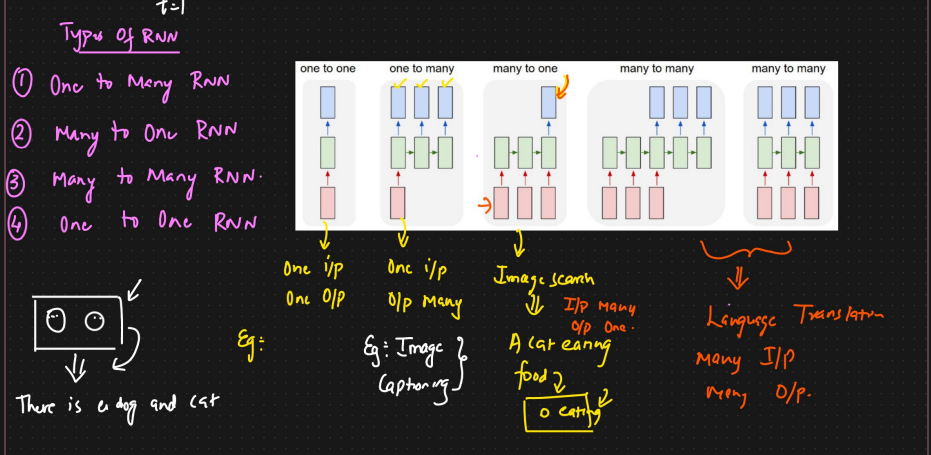 t=1
Types of RNN
① One to Many RNN
② Many to One RNN
③ Many to Many RNN.
④ One to One RNN
one to one
one to many
many to one
many to many
many to many
One i/p
One O/P
Eg:
One i/p
O/p Many
Eg: Image
Captioning
Image search
I/p Many
O/p One.
A cat eating
food
o eating
Language Translation
Many I/P
Many O/P.
There is a dog and cat